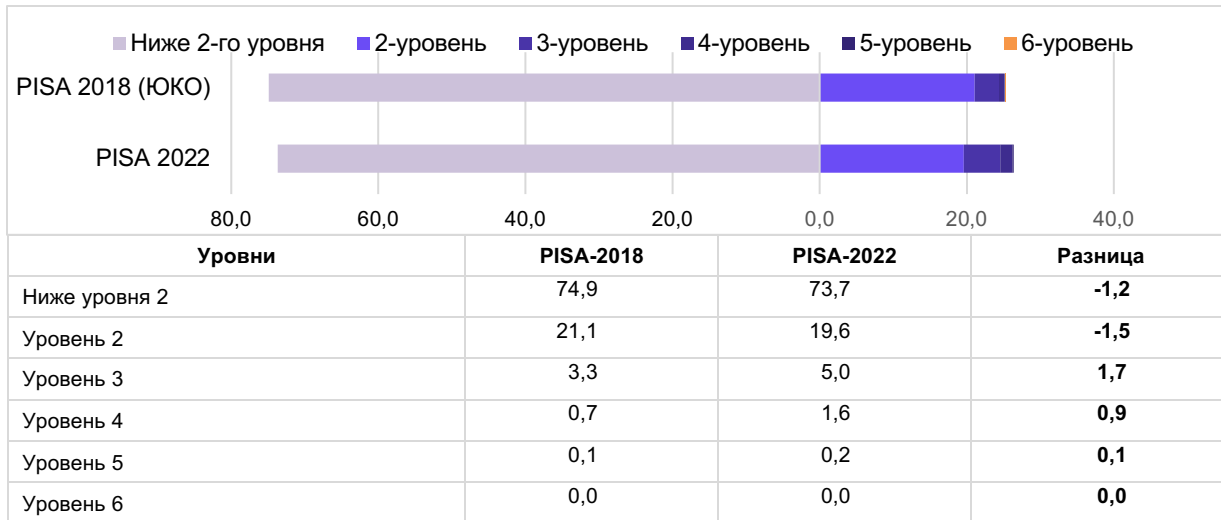 Ниже 2-го уровня 2-уровень 3-уровень 4-уровень 5-уровень 6-уровень
PISA 2018 (ЮКО)
PISA 2022
80,0 60,0 40,0 20,0 0,0 20,0 40,0
Уровни PISA-2018 PISA-2022 Разница
Ниже уровня 2 74,9 73,7 -1,2
Уровень 2 21,1 19,6 -1,5
Уровень 3 3,3 5,0 1,7
Уровень 4 0,7 1,6 0,9
Уровень 5 0,1 0,2 0,1
Уровень 6 0,0 0,0 0,0